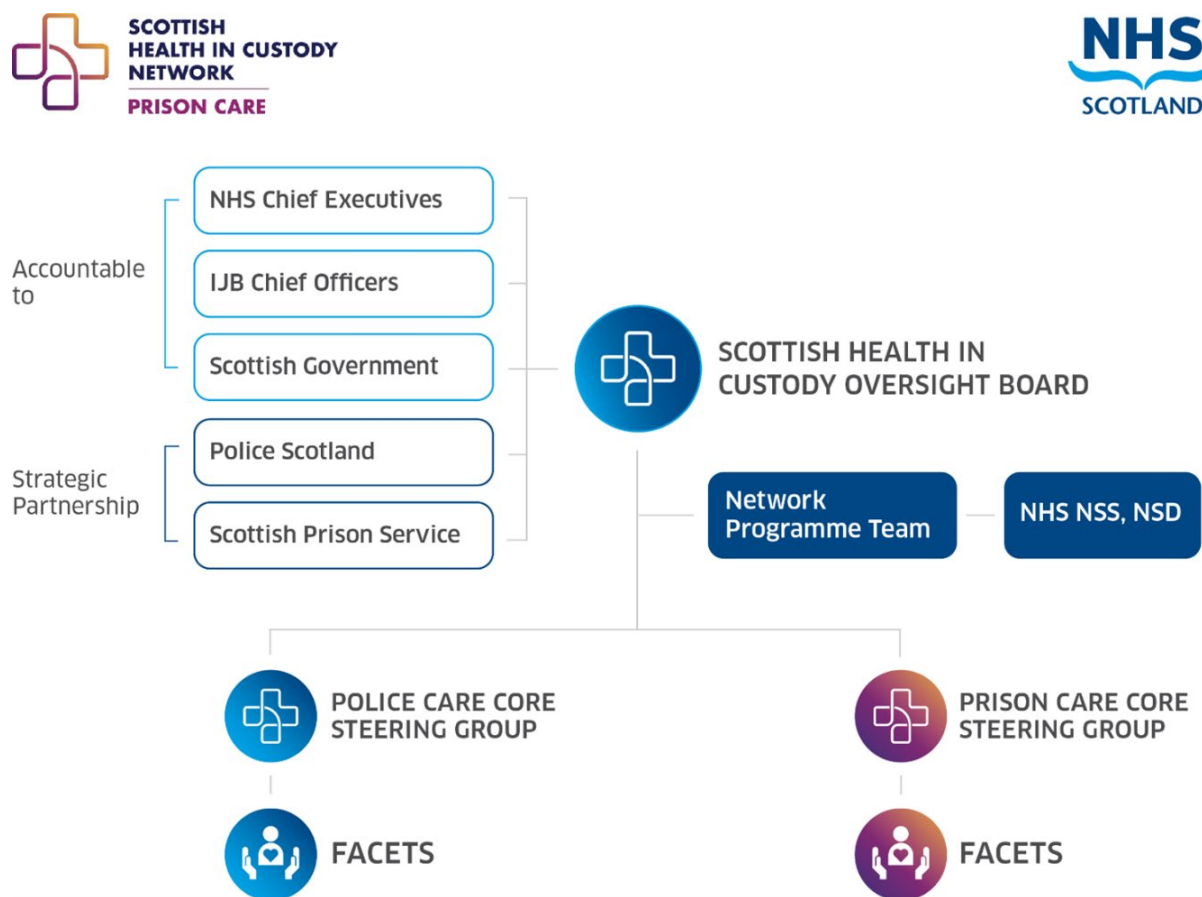 SCOTTISH
HEALTH IN CUSTODY
NETWORK
PRISON CARE
NHS
SCOTLAND
Accountable
to
NHS Chief Executives
IJB Chief Officers
Scottish Government
Strategic
Partnership
Police Scotland
Scottish Prison Service
SCOTTISH HEALTH IN
CUSTODY OVERSIGHT BOARD
Network
Programme Team
NHS NSS, NSD
POLICE CARE CORE
STEERING GROUP
PRISON CARE CORE
STEERING GROUP
FACETS
FACETS